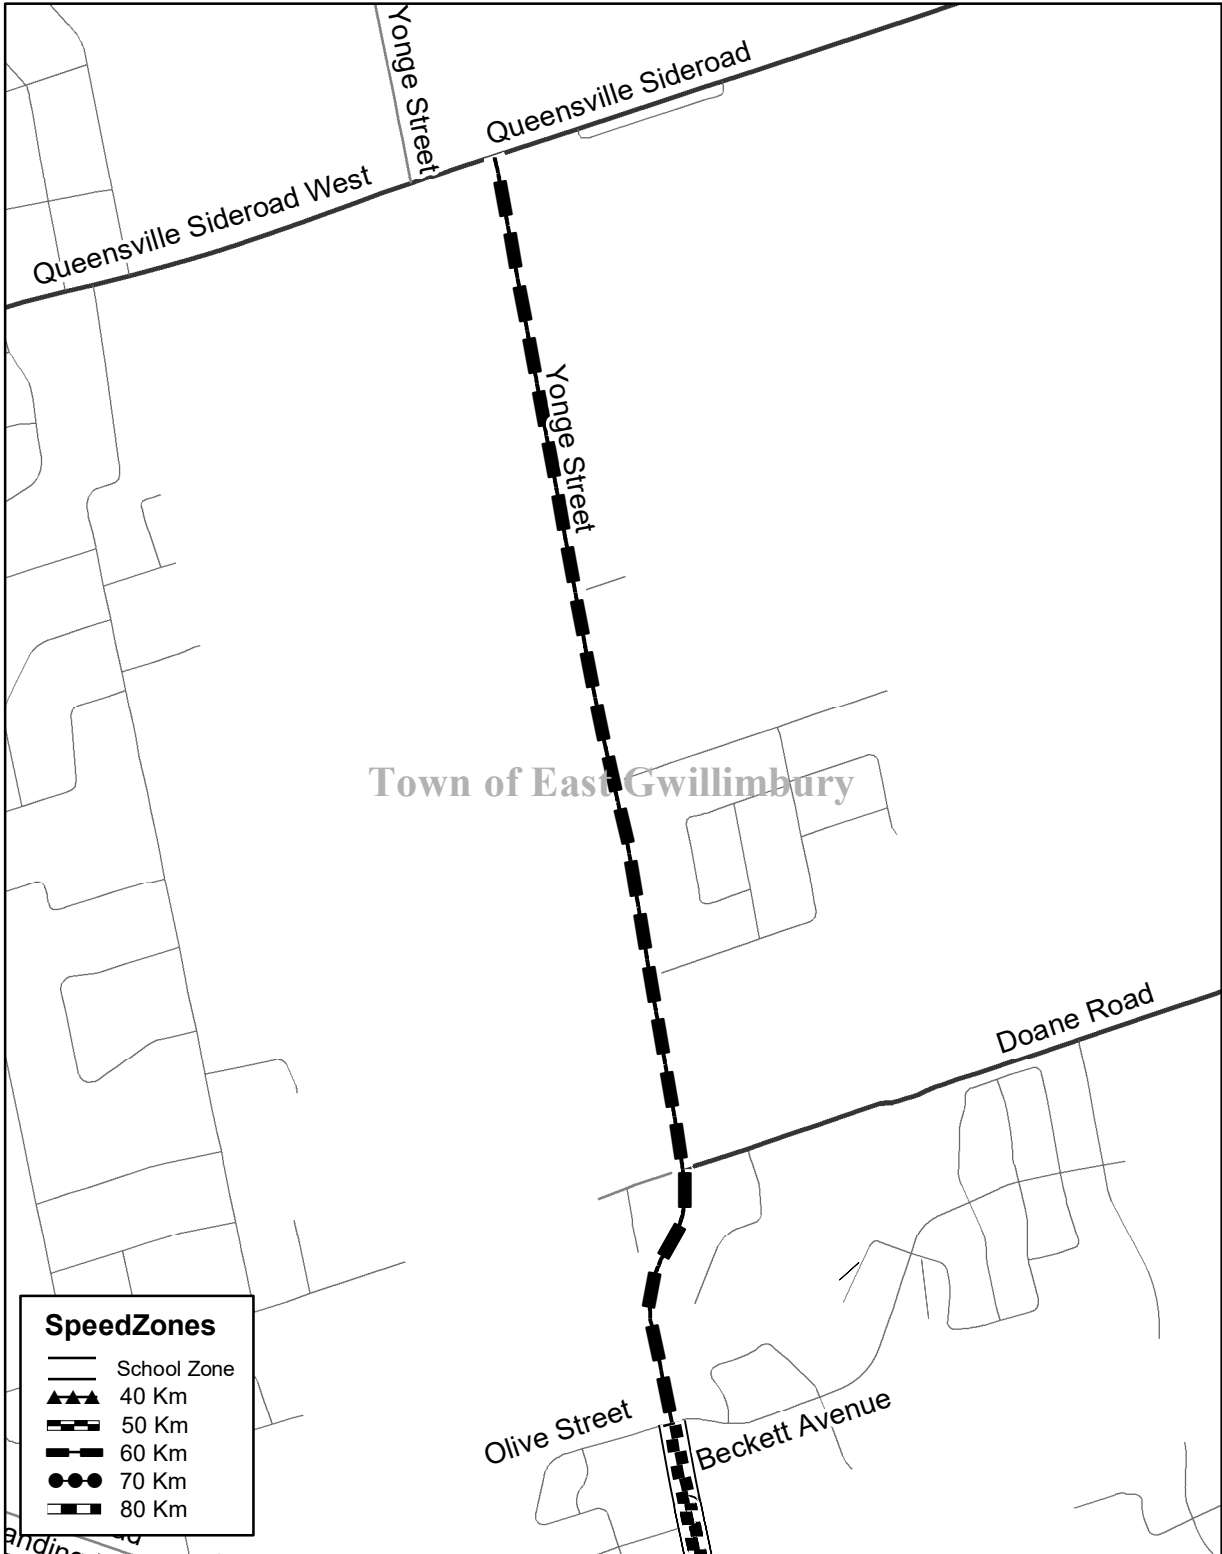 Yonge Street
Queensville Sideroad
Queensville Sideroad West
Yonge Street
Town of East Gwillimbury
Doane Road
Olive Street
Beckett Avenue
SpeedZones
School Zone
40 Km
50 Km
60 Km
70 Km
80 Km